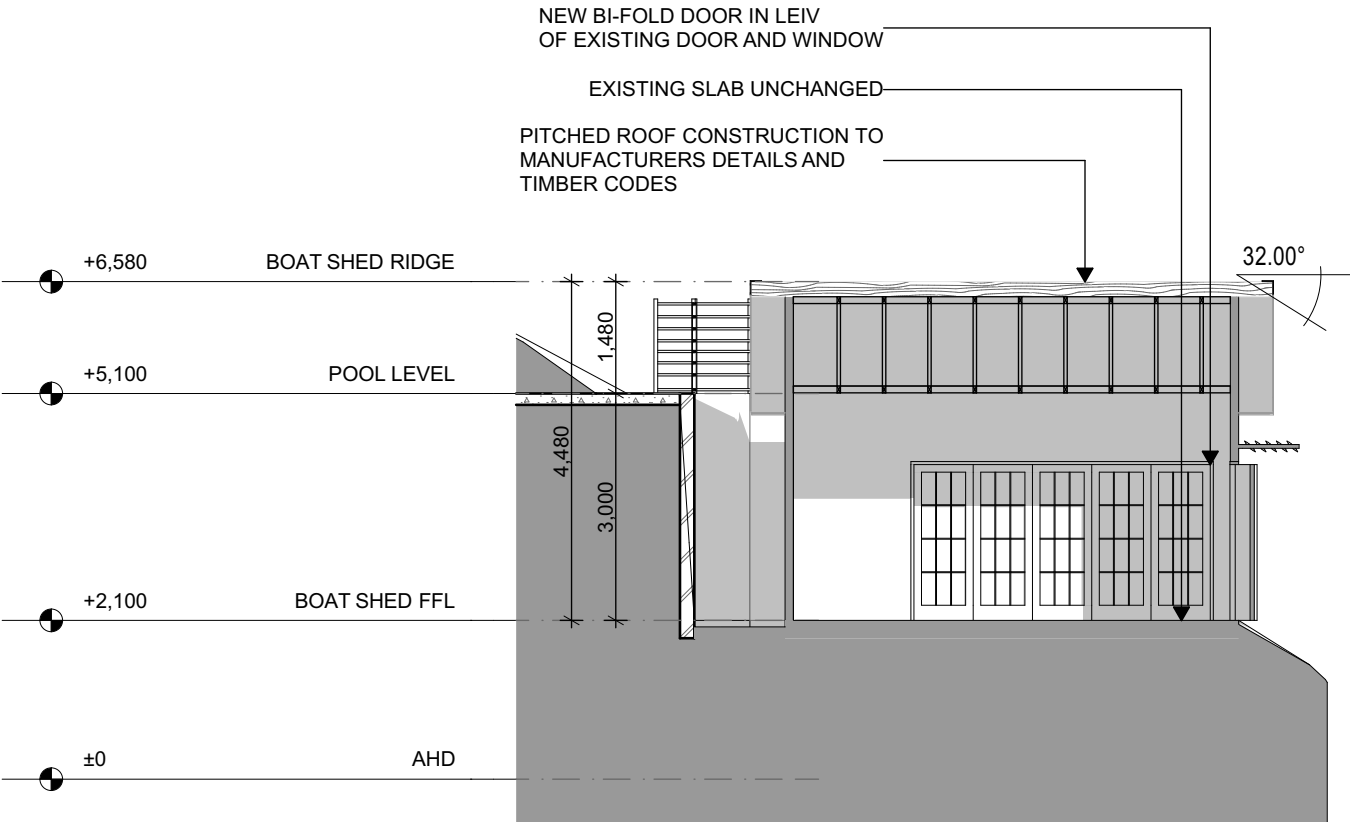 NEW BI-FOLD DOOR IN LEIV
OF EXISTING DOOR AND WINDOW
EXISTING SLAB UNCHANGED
PITCHED ROOF CONSTRUCTION TO
MANUFACTURERS DETAILS AND
TIMBER CODES
+6,580 BOAT SHED RIDGE
32.00°
1,480
+5,100 POOL LEVEL
4,480
3,000
+2,100 BOAT SHED FFL
±0 AHD